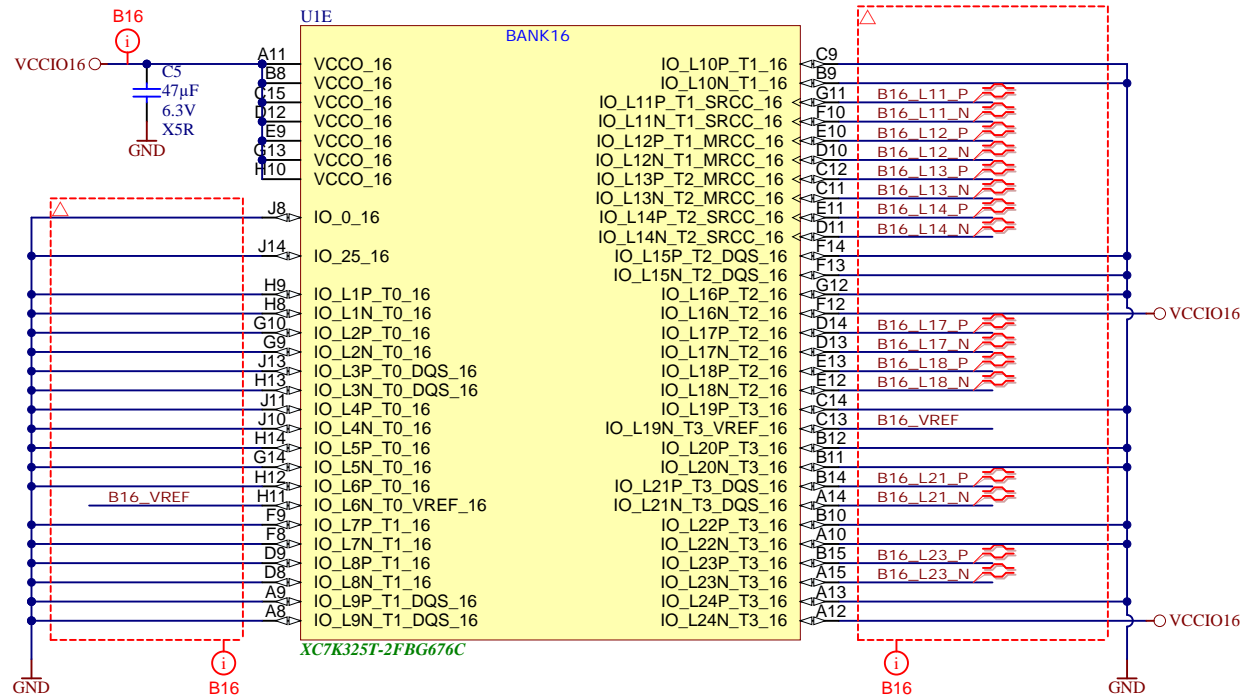 B16
i
VCCIO16
C5
47µF
6.3V
X5R
GND
U1E
BANK16
A11 VCCO_16
B8 VCCO_16
C15 VCCO_16
D12 VCCO_16
E9 VCCO_16
G13 VCCO_16
H10 VCCO_16
J8 IO_0_16
J14 IO_25_16
H9 IO_L1P_T0_16
H8 IO_L1N_T0_16
G10 IO_L2P_T0_16
G9 IO_L2N_T0_16
J13 IO_L3P_T0_DQS_16
H13 IO_L3N_T0_DQS_16
J11 IO_L4P_T0_16
J10 IO_L4N_T0_16
H14 IO_L5P_T0_16
G14 IO_L5N_T0_16
H12 IO_L6P_T0_16
B16_VREF H11 IO_L6N_T0_VREF_16
F9 IO_L7P_T1_16
F8 IO_L7N_T1_16
D9 IO_L8P_T1_16
D8 IO_L8N_T1_16
A9 IO_L9P_T1_DQS_16
A8 IO_L9N_T1_DQS_16
IO_L10P_T1_16 C9
IO_L10N_T1_16 B9
IO_L11P_T1_SRCC_16 G11 B16_L11_P
IO_L11N_T1_SRCC_16 F10 B16_L11_N
IO_L12P_T1_MRCC_16 E10 B16_L12_P
IO_L12N_T1_MRCC_16 D10 B16_L12_N
IO_L13P_T2_MRCC_16 C12 B16_L13_P
IO_L13N_T2_MRCC_16 C11 B16_L13_N
IO_L14P_T2_SRCC_16 E11 B16_L14_P
IO_L14N_T2_SRCC_16 D11 B16_L14_N
IO_L15P_T2_DQS_16 F14
IO_L15N_T2_DQS_16 F13
IO_L16P_T2_16 G12
IO_L16N_T2_16 F12 VCCIO16
IO_L17P_T2_16 D14 B16_L17_P
IO_L17N_T2_16 D13 B16_L17_N
IO_L18P_T2_16 E13 B16_L18_P
IO_L18N_T2_16 E12 B16_L18_N
IO_L19P_T3_16 C14
IO_L19N_T3_VREF_16 C13 B16_VREF
IO_L20P_T3_16 B12
IO_L20N_T3_16 B11
IO_L21P_T3_DQS_16 B14 B16_L21_P
IO_L21N_T3_DQS_16 A14 B16_L21_N
IO_L22P_T3_16 B10
IO_L22N_T3_16 A10
IO_L23P_T3_16 B15 B16_L23_P
IO_L23N_T3_16 A15 B16_L23_N
IO_L24P_T3_16 A13
IO_L24N_T3_16 A12 VCCIO16
XC7K325T-2FBG676C
GND
i
B16
i
B16
GND